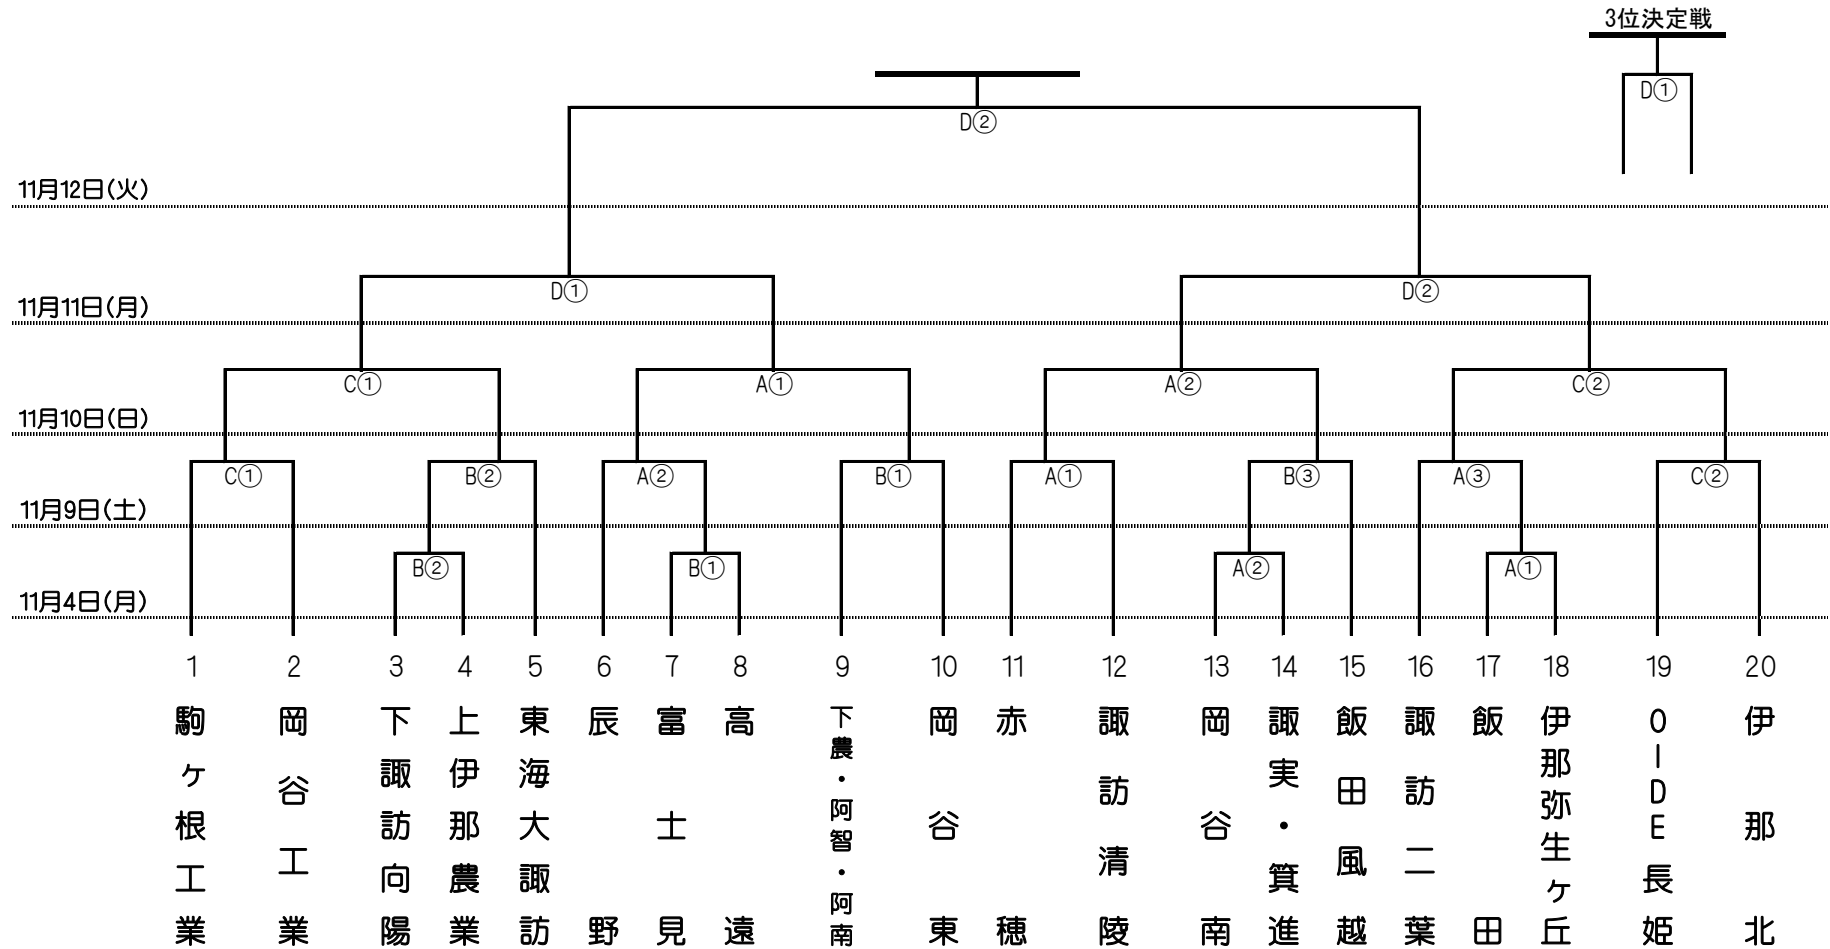 3位決定戦
D①
D②
11月12日(火)
D①
D②
11月11日(月)
C①
A①
A②
C②
11月10日(日)
C①
B②
A②
B①
A①
B③
A③
C②
11月9日(土)
B②
B①
A②
A①
11月4日(月)
1 2 3 4 5 6 7 8 9 10 11 12 13 14 15 16 17 18 19 20
駒ヶ根工業
岡谷工業
下諏訪向陽
上伊那農業
東海大諏訪
辰野
富士見
高遠
下農・阿智・阿南
岡谷東
赤穂
諏訪清陵
岡谷南
諏実・箕進
飯田風越
諏訪二葉
飯田
伊那弥生ヶ丘
OIDE長姫
伊那北